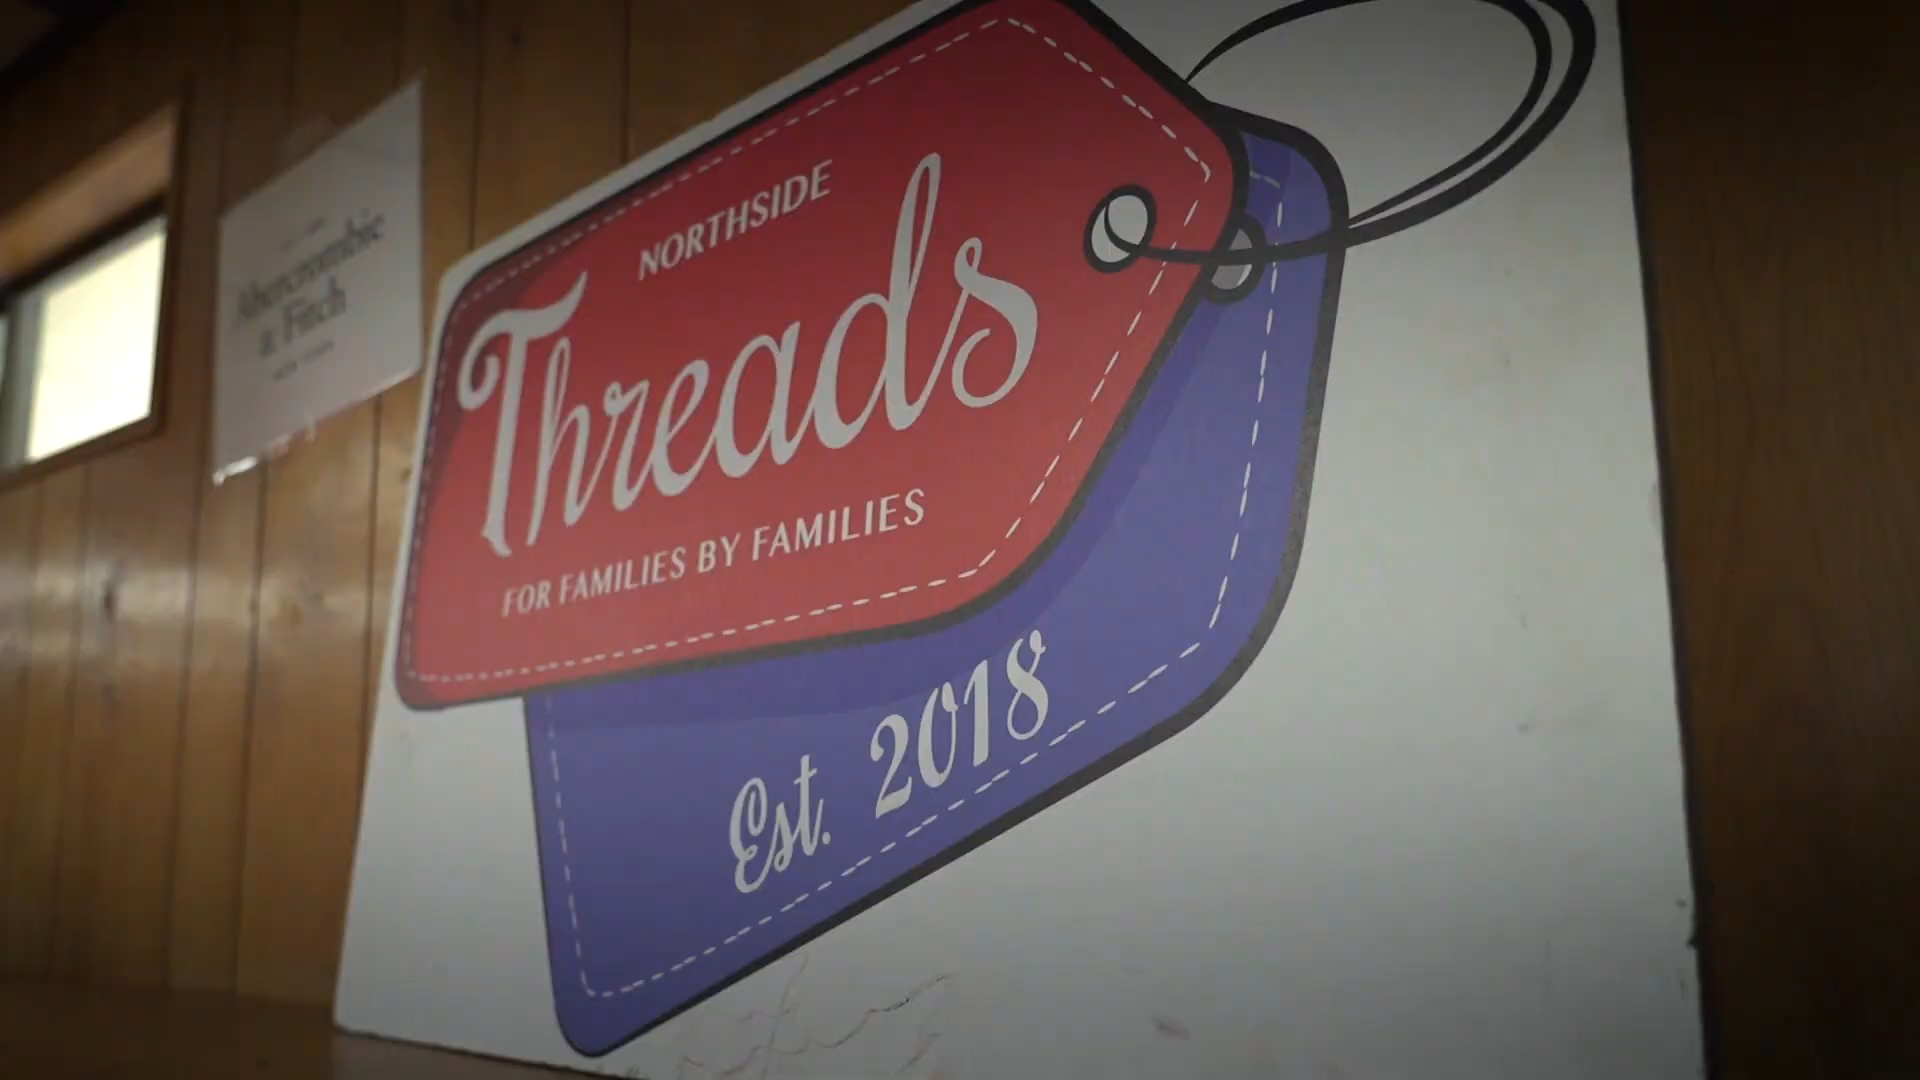 Abercrombie
& Fitch
NORTHSIDE
Threads
FOR FAMILIES BY FAMILIES
Est. 2018